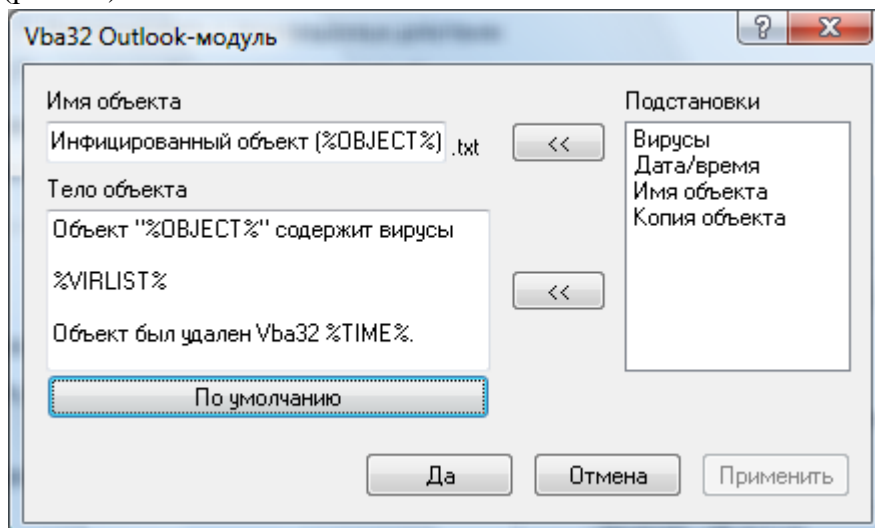 Vba32 Outlook-модуль
Имя объекта
Инфицированный объект (%OBJECT%) .txt
<<
Подстановки
Вирусы
Дата/время
Имя объекта
Копия объекта
Тело объекта
Объект "%OBJECT%" содержит вирусы
%VIRLIST%
Объект был удален Vba32 %TIME%.
<<
По умолчанию
Да Отмена Применить